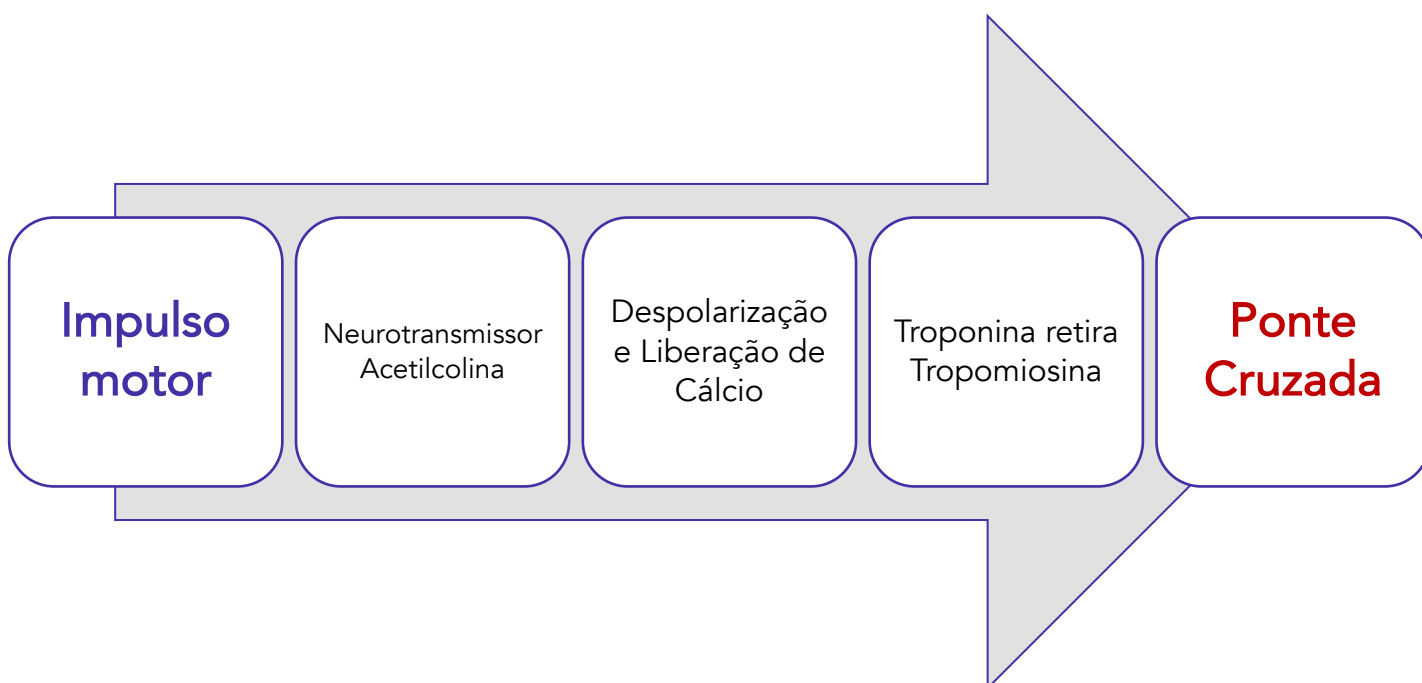 Impulso
motor
Neurotransmissor
Acetilcolina
Despolarização
e Liberação de
Cálcio
Troponina retira
Tropomiosina
Ponte
Cruzada